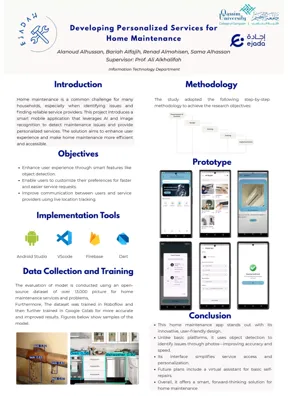 EJADAH
Developing Personalized Services for
Home Maintenance
Alanoud Alhussan, Bariah Alfajih, Renad Almohsen, Sama Alhassan
Supervisor: Prof. Ali Alkhalifah
Information Technology Department
Qassim
University
ejada
Introduction
Home maintenance is a common challenge for many
households, especially when identifying issues and
finding reliable service providers. This project introduces a
smart mobile application that leverages AI and image
recognition to detect maintenance issues and provide
personalized services. The solution aims to enhance user
experience and make home maintenance more efficient
and accessible.
Objectives
Enhance user experience through smart features like
object detection.
Enable users to customize their preferences for faster
and easier service requests.
Improve communication between users and service
providers using live location tracking.
Implementation Tools
Android Studio
VScode
Firebase
Dart
Data Collection and Training
The evaluation of model is conducted using an open-
source dataset of over 10,000 picture for home
maintenance services and problems.
Furthermore, The dataset was trained in Roboflow and
then further trained in Google Colab for more accurate
and improved results. Figures below show samples of the
model.
Methodology
The study adopted the following step-by-step
methodology to achieve the research objectives:
Prototype
Conclusion
This home maintenance app stands out with its
innovative, user-friendly design.
Unlike basic platforms, it uses object detection to
identify issues through photos—improving accuracy and
speed.
Its interface simplifies service access and
personalization.
Future plans include a virtual assistant for basic self-
repairs.
Overall, it offers a smart, forward-thinking solution for
home maintenance